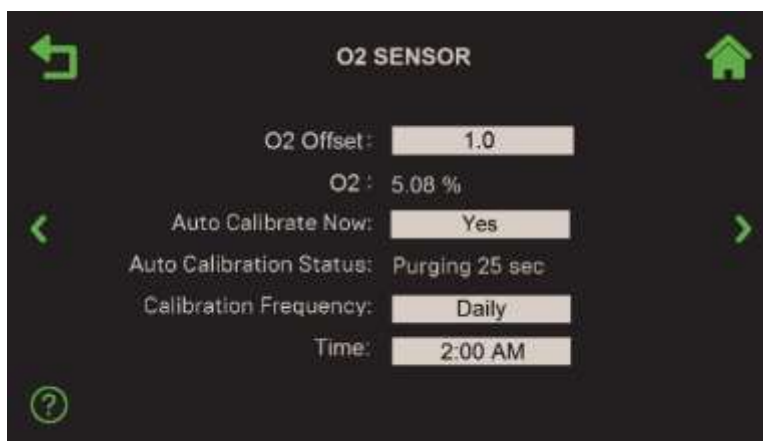 O2 SENSOR
O2 Offset: 1.0
O2 : 5.08 %
Auto Calibrate Now: Yes
Auto Calibration Status: Purging 25 sec
Calibration Frequency: Daily
Time: 2:00 AM
?